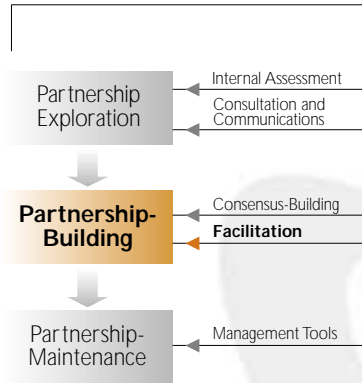 Partnership
Exploration
Internal Assessment
Consultation and
Communications
Partnership-
Building
Consensus-Building
Facilitation
Partnership-
Maintenance
Management Tools